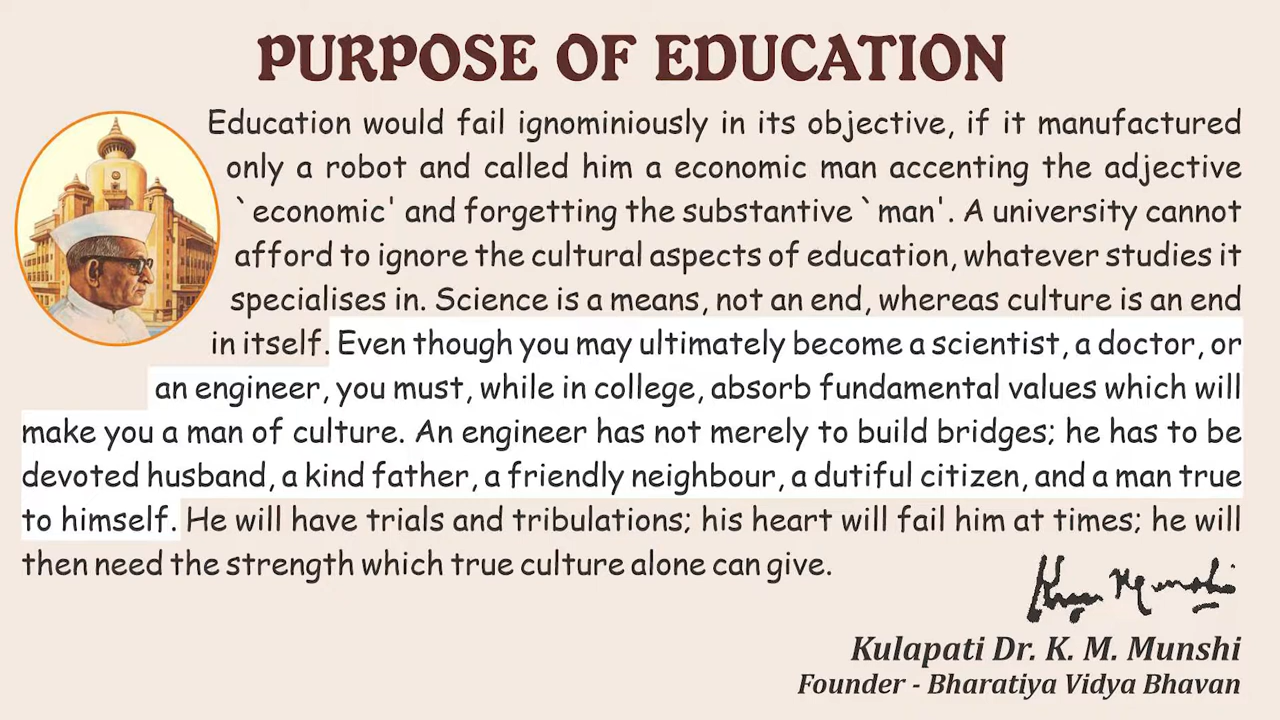 PURPOSE OF EDUCATION
Education would fail ignominiously in its objective, if it manufactured
only a robot and called him a economic man accenting the adjective
`economic' and forgetting the substantive `man'. A university cannot
afford to ignore the cultural aspects of education, whatever studies it
specialises in. Science is a means, not an end, whereas culture is an end
in itself. Even though you may ultimately become a scientist, a doctor, or
an engineer, you must, while in college, absorb fundamental values which will
make you a man of culture. An engineer has not merely to build bridges; he has to be
devoted husband, a kind father, a friendly neighbour, a dutiful citizen, and a man true
to himself. He will have trials and tribulations; his heart will fail him at times; he will
then need the strength which true culture alone can give.
Kulapati Dr. K. M. Munshi
Founder - Bharatiya Vidya Bhavan